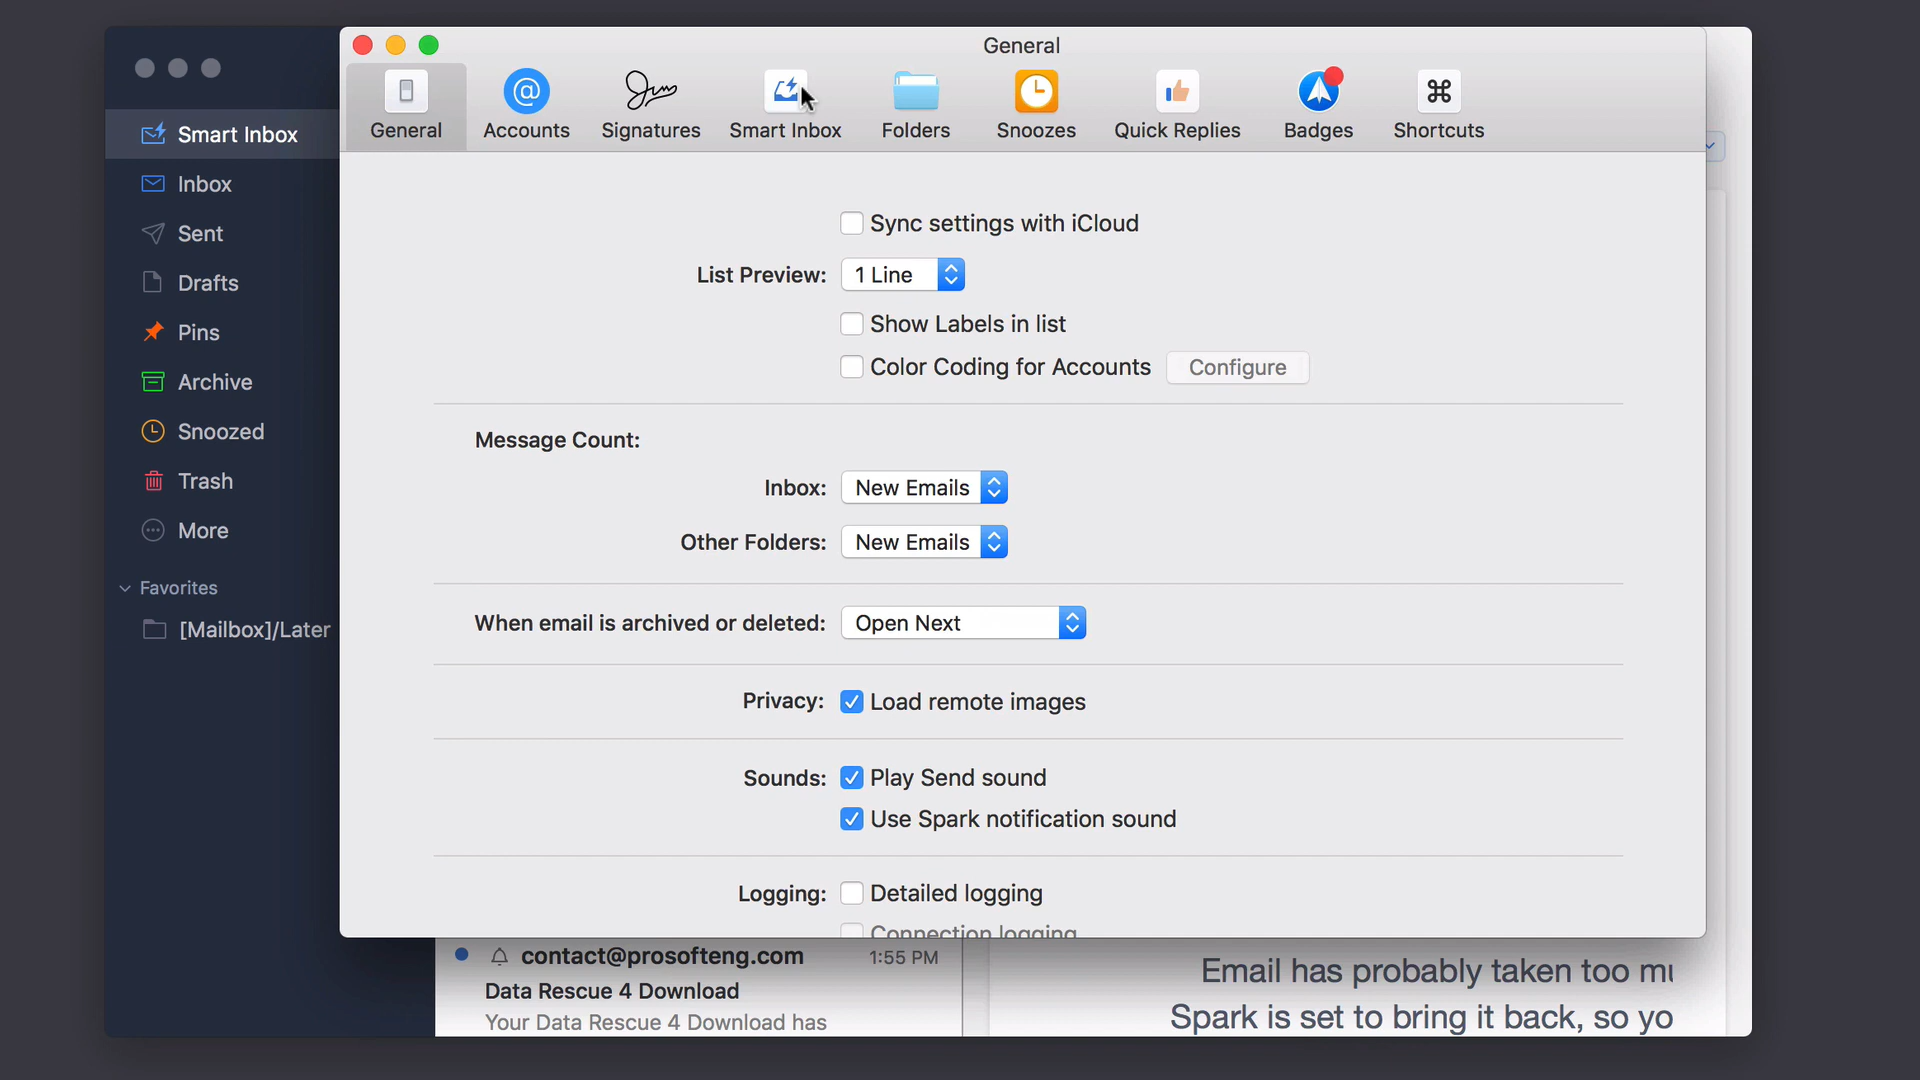 General
General
Accounts
Signatures
Smart Inbox
Folders
Snoozes
Quick Replies
Badges
Shortcuts
Smart Inbox
Inbox
Sent
Drafts
Pins
Archive
Snoozed
Trash
More
Favorites
[Mailbox]/Later
Sync settings with iCloud
List Preview: 1 Line
Show Labels in list
Color Coding for Accounts Configure
Message Count:
Inbox: New Emails
Other Folders: New Emails
When email is archived or deleted: Open Next
Privacy: Load remote images
Sounds: Play Send sound
Use Spark notification sound
Logging: Detailed logging
Connection logging
contact@prosofteng.com 1:55 PM
Data Rescue 4 Download
Your Data Rescue 4 Download has
Email has probably taken too mu
Spark is set to bring it back, so yo